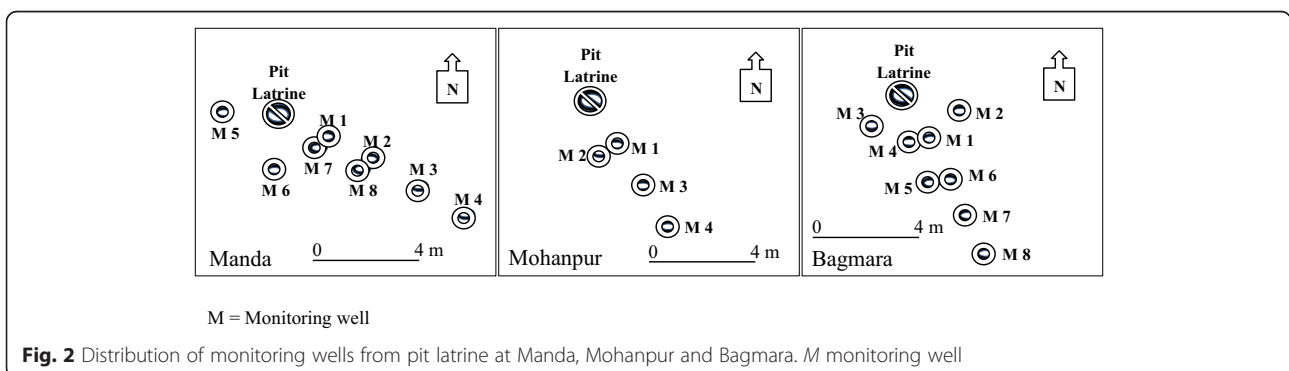 Pit
Latrine
N
M 5
M 1
M 2
M 7
M 3
M 6
M 8
M 4
0 4 m
Manda
Pit
Latrine
N
M 1
M 2
M 3
M 4
0 4 m
Mohanpur
Pit
Latrine
N
M 3
M 2
M 4
M 1
M 5
M 6
M 7
0 4 m
M 8
Bagmara
M = Monitoring well
Fig. 2 Distribution of monitoring wells from pit latrine at Manda, Mohanpur and Bagmara. M monitoring well